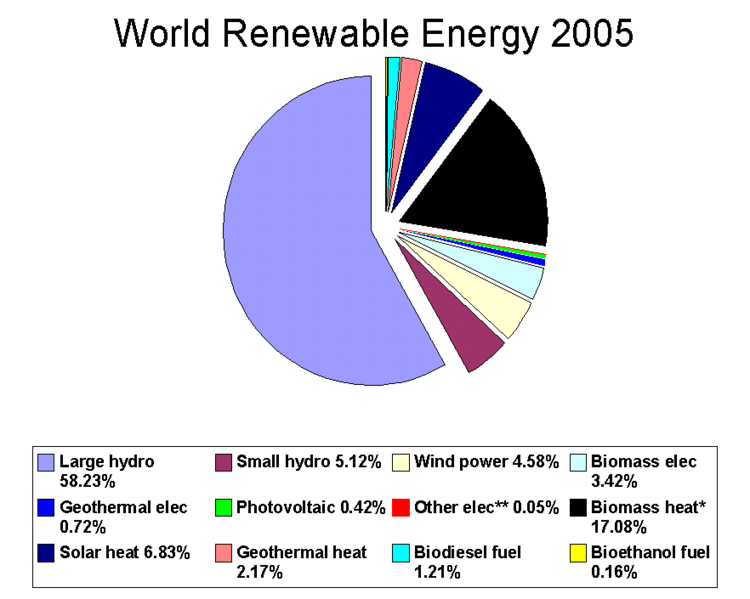 World Renewable Energy 2005
Large hydro
58.23%
Small hydro 5.12%
Wind power 4.58%
Biomass elec
3.42%
Geothermal elec
0.72%
Photovoltaic 0.42%
Other elec** 0.05%
Biomass heat*
17.08%
Solar heat 6.83%
Geothermal heat
2.17%
Biodiesel fuel
1.21%
Bioethanol fuel
0.16%